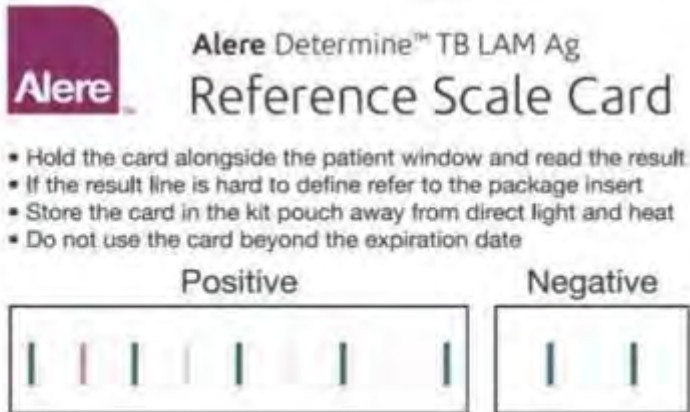 Alere Determine™ TB LAM Ag
Alere™
Reference Scale Card
• Hold the card alongside the patient window and read the result
• If the result line is hard to define refer to the package insert
• Store the card in the kit pouch away from direct light and heat
• Do not use the card beyond the expiration date
Positive Negative